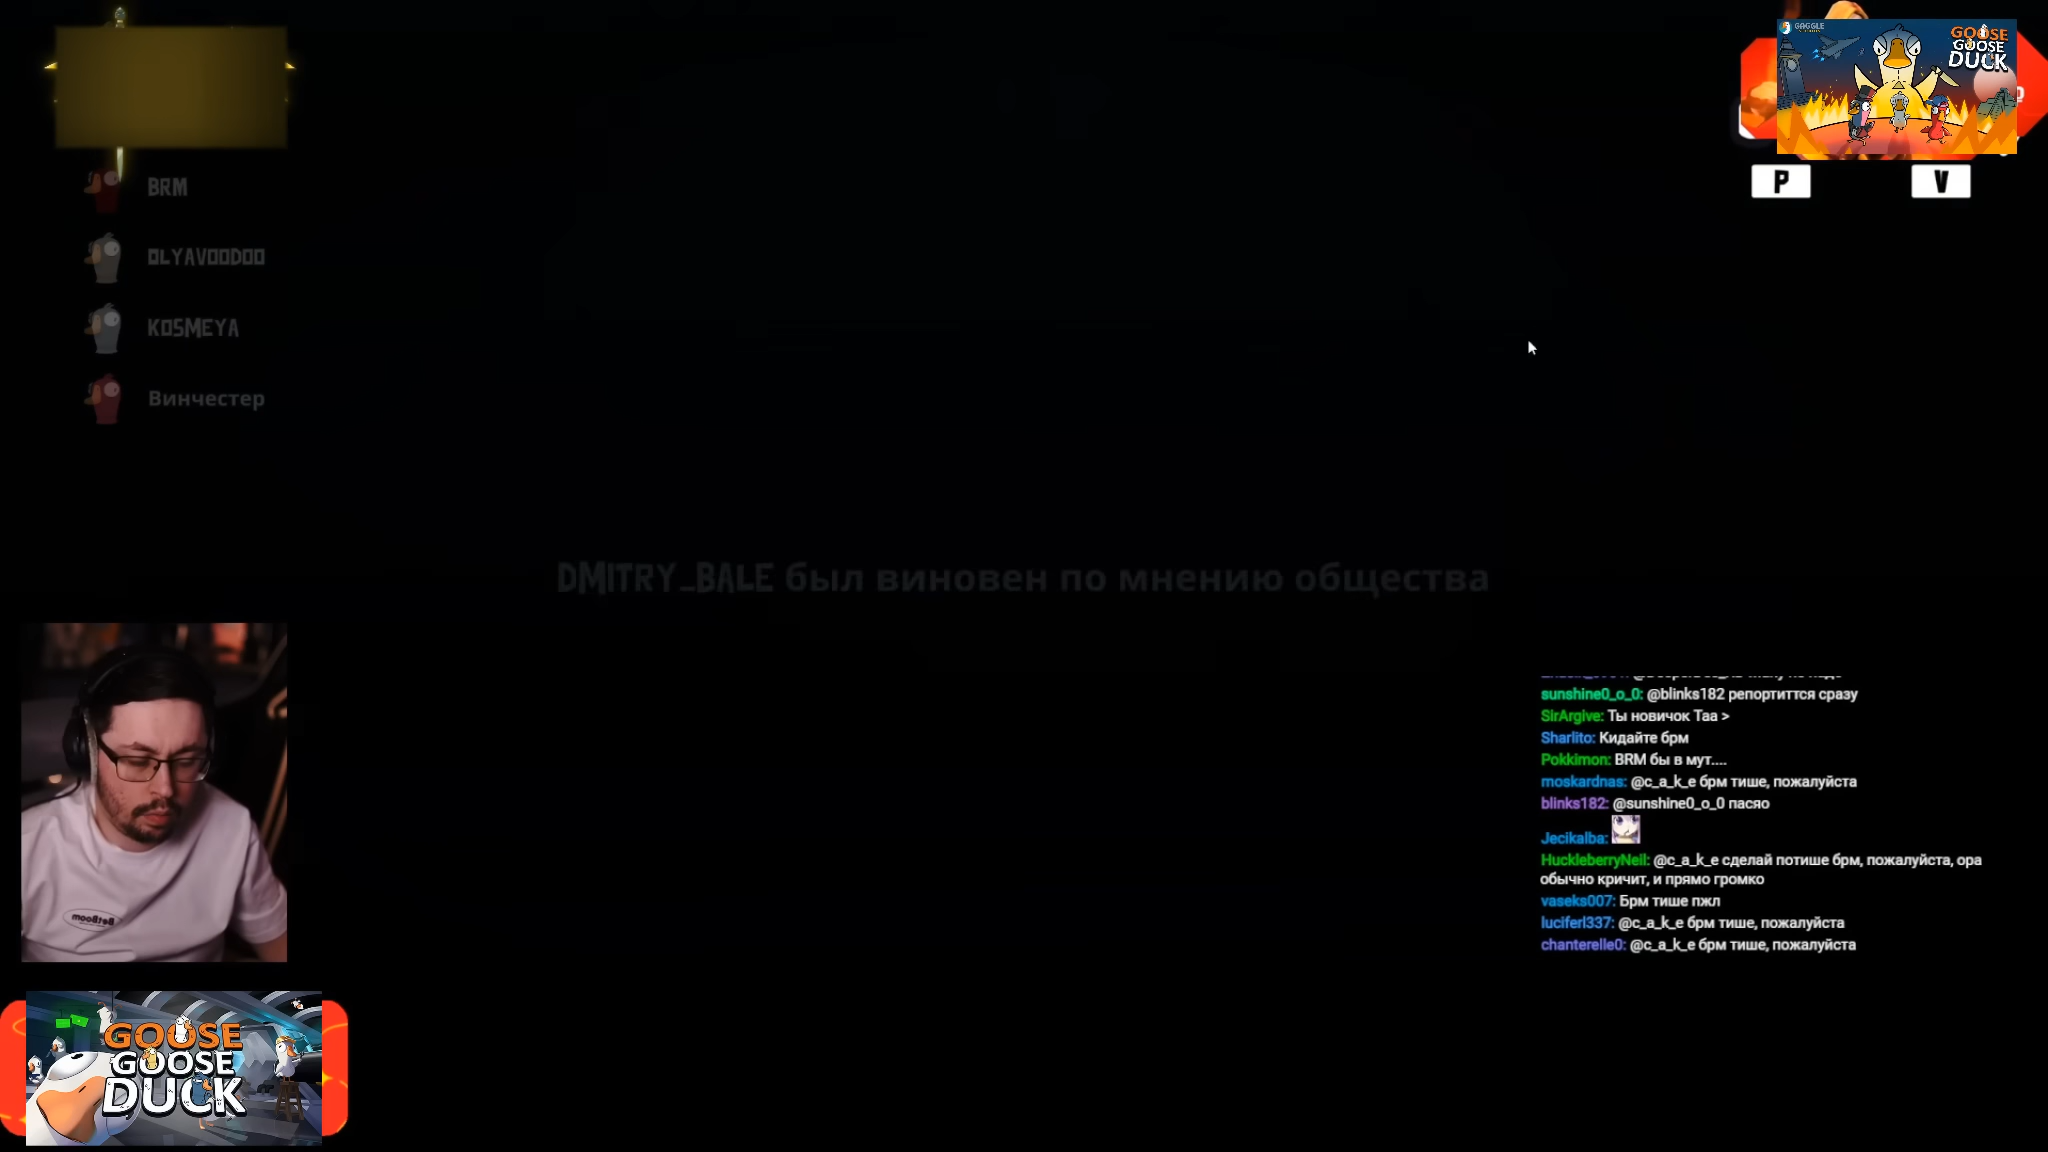 GAGGLE
GOOSE
GOOSE
DUCK
P
V
BRM
OLYAVOODOO
KOSMEYA
Винчестер
DMITRY_BALE был виновен по мнению общества
sunshine0_o_0: @blinks182 репортиттся сразу
SirArgive: Ты новичок Таа >
Sharlito: Кидайте брм
Pokkimon: BRM бы в мут....
moskardnas: @c_a_k_e брм тише, пожалуйста
blinks182: @sunshine0_o_0 пасяо
Jecikalba:
HuckleberryNeil: @c_a_k_e сделай потише брм, пожалуйста, ора
обычно кричит, и прямо громко
vaseks007: Брм тише пжл
luciferl337: @c_a_k_e брм тише, пожалуйста
chanterelle0: @c_a_k_e брм тише, пожалуйста
BetBoom
GOOSE
GOOSE
DUCK